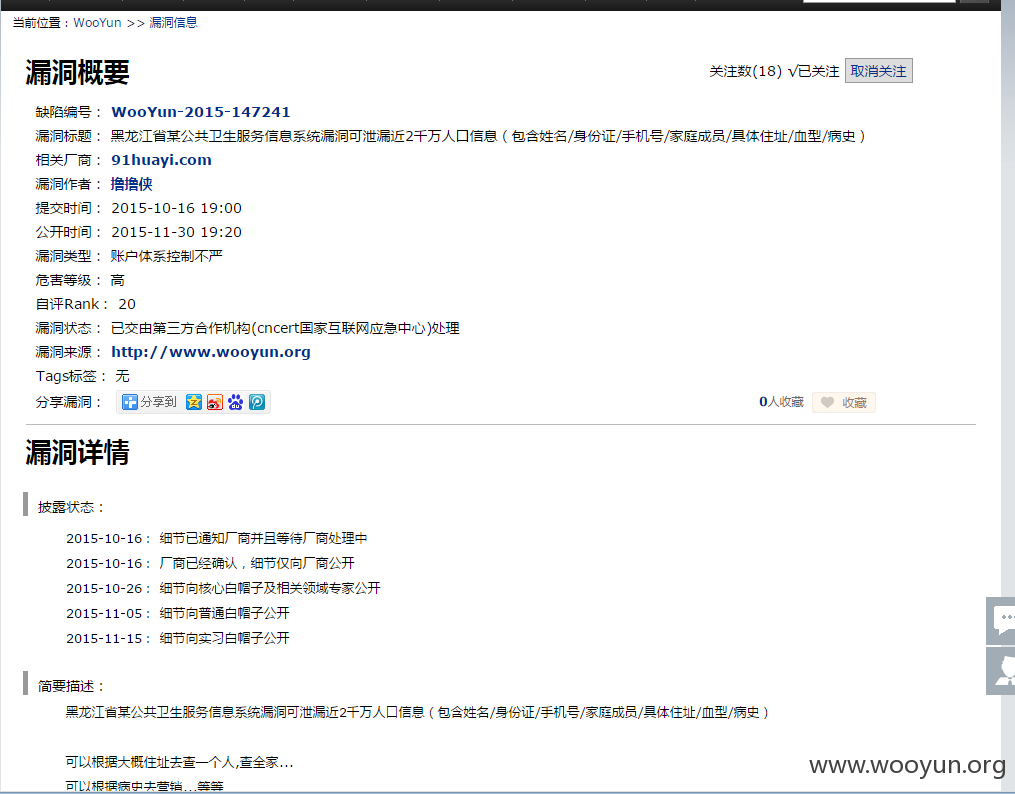 当前位置：WooYun >> 漏洞信息
漏洞概要
关注数(18) √已关注 取消关注
缺陷编号： WooYun-2015-147241
漏洞标题： 黑龙江省某公共卫生服务信息系统漏洞可泄漏近2千万人口信息（包含姓名/身份证/手机号/家庭成员/具体住址/血型/病史）
相关厂商： 91huayi.com
漏洞作者： 撸撸侠
提交时间： 2015-10-16 19:00
公开时间： 2015-11-30 19:20
漏洞类型： 账户体系控制不严
危害等级： 高
自评Rank： 20
漏洞状态： 已交由第三方合作机构(cncert国家互联网应急中心)处理
漏洞来源： http://www.wooyun.org
Tags标签： 无
分享漏洞： 分享到
0人收藏 收藏
漏洞详情
披露状态：
2015-10-16： 细节已通知厂商并且等待厂商处理中
2015-10-16： 厂商已经确认，细节仅向厂商公开
2015-10-26： 细节向核心白帽子及相关领域专家公开
2015-11-05： 细节向普通白帽子公开
2015-11-15： 细节向实习白帽子公开
简要描述：
黑龙江省某公共卫生服务信息系统漏洞可泄漏近2千万人口信息（包含姓名/身份证/手机号/家庭成员/具体住址/血型/病史）
可以根据大概住址去查一个人,查全家...
可以根据病史去营销...等等
www.wooyun.org